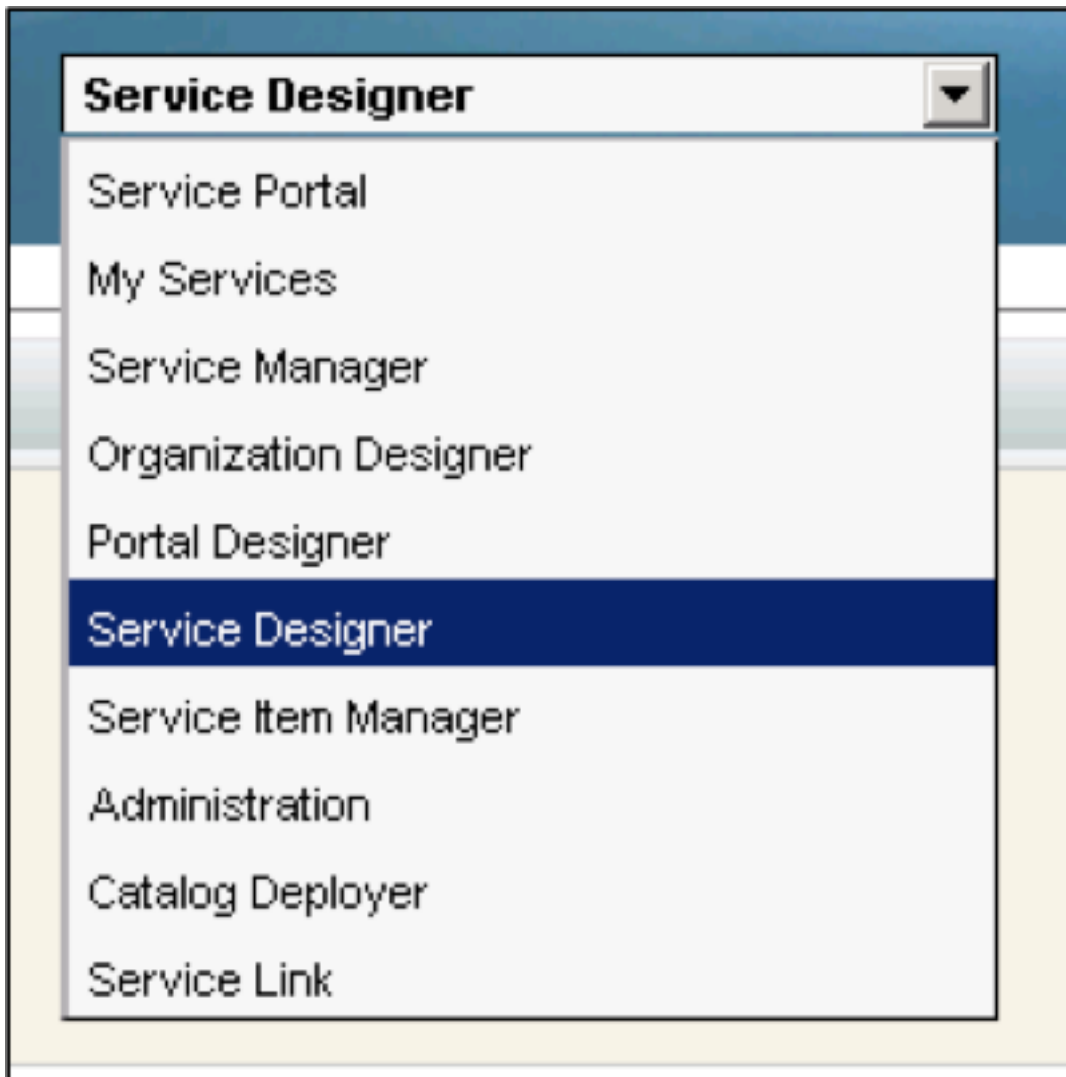 Service Designer
Service Portal
My Services
Service Manager
Organization Designer
Portal Designer
Service Designer
Service Item Manager
Administration
Catalog Deployer
Service Link